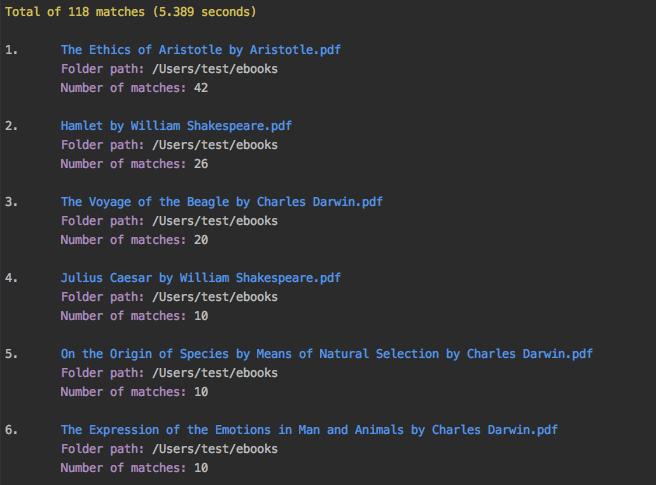 Total of 118 matches (5.389 seconds)
1. The Ethics of Aristotle by Aristotle.pdf
Folder path: /Users/test/ebooks
Number of matches: 42
2. Hamlet by William Shakespeare.pdf
Folder path: /Users/test/ebooks
Number of matches: 26
3. The Voyage of the Beagle by Charles Darwin.pdf
Folder path: /Users/test/ebooks
Number of matches: 20
4. Julius Caesar by William Shakespeare.pdf
Folder path: /Users/test/ebooks
Number of matches: 10
5. On the Origin of Species by Means of Natural Selection by Charles Darwin.pdf
Folder path: /Users/test/ebooks
Number of matches: 10
6. The Expression of the Emotions in Man and Animals by Charles Darwin.pdf
Folder path: /Users/test/ebooks
Number of matches: 10